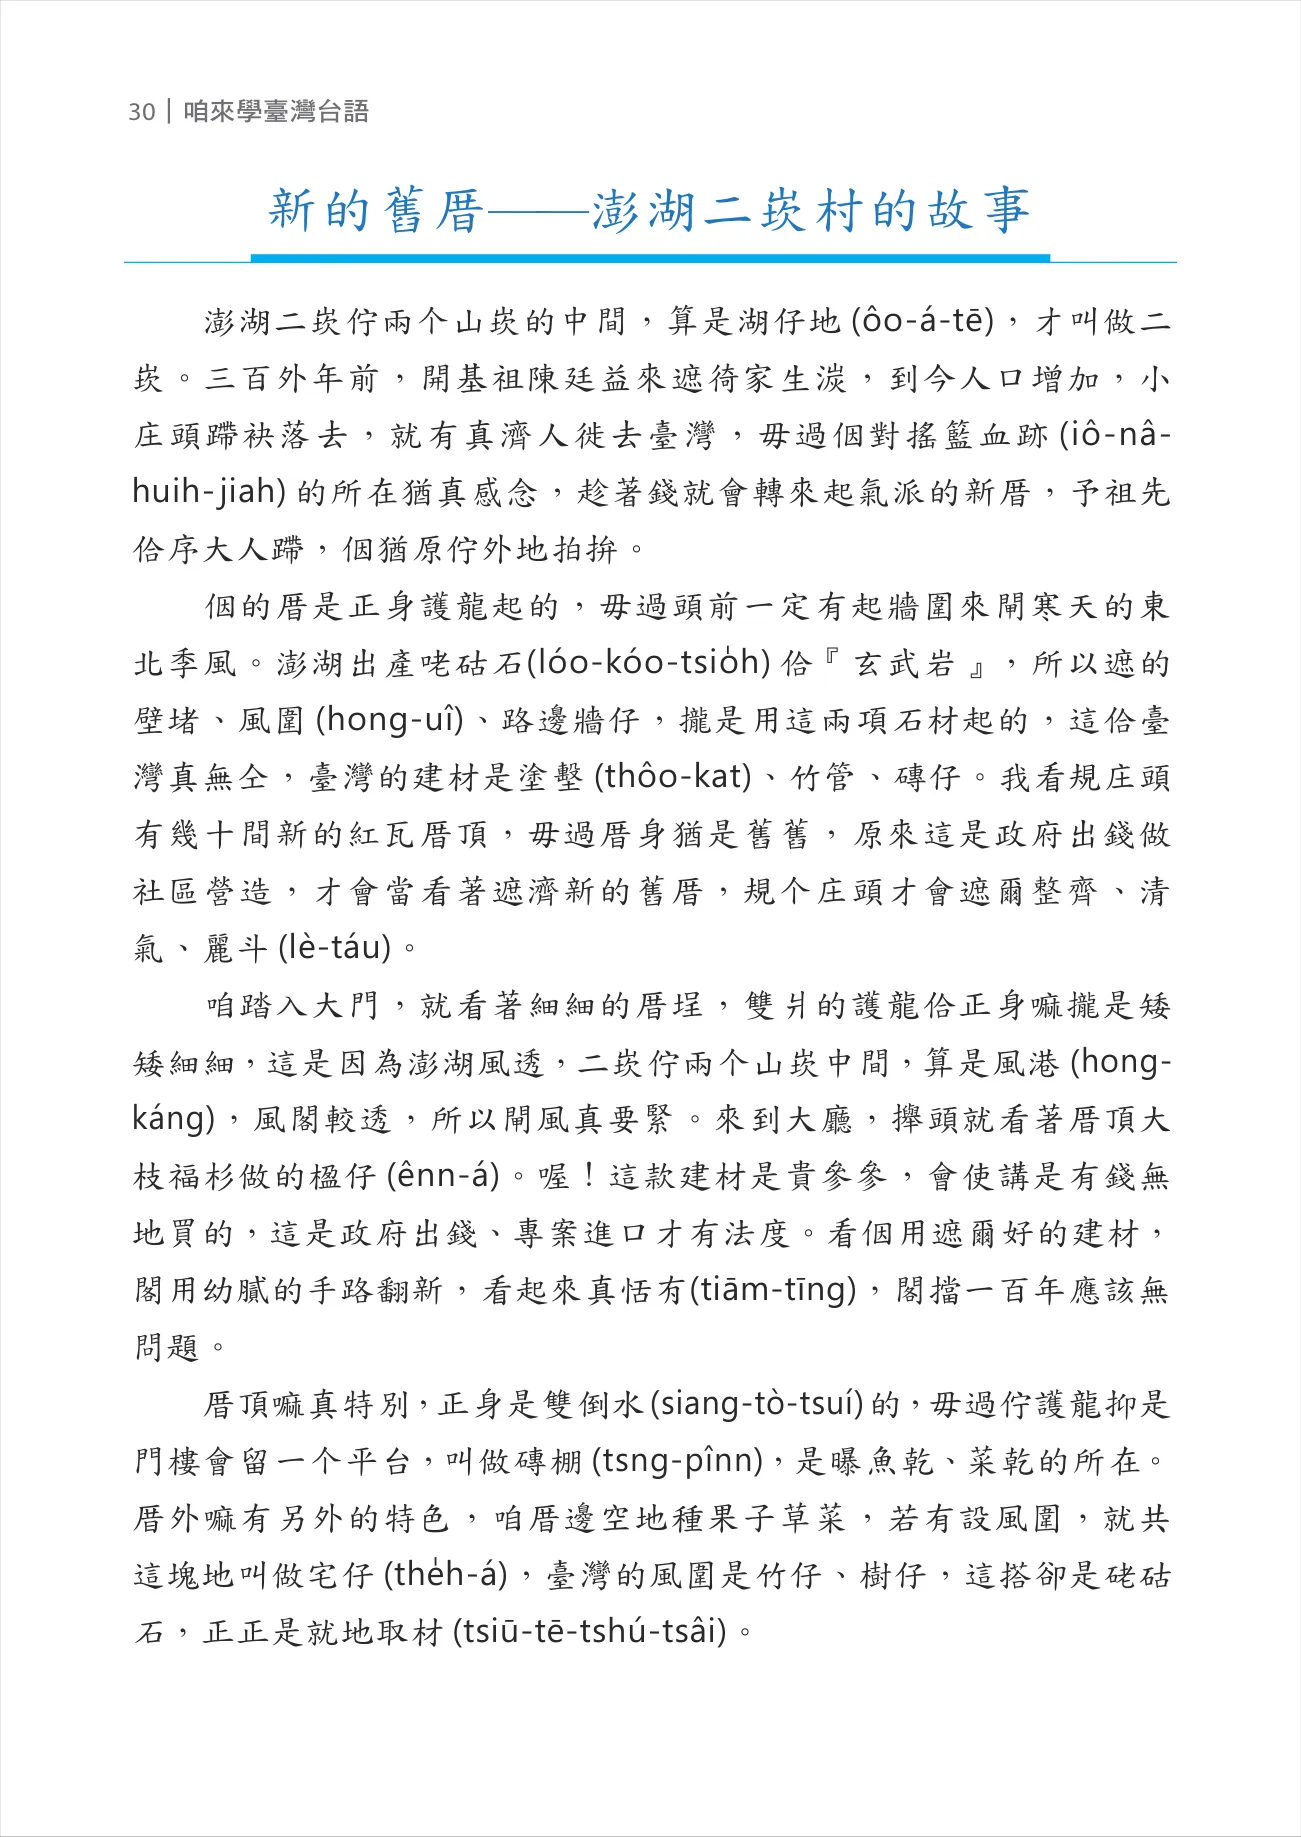 30｜咱來學臺灣台語
新的舊厝——澎湖二崁村的故事
澎湖二崁佇兩个山崁的中間，算是湖仔地 (ôo-á-tē)，才叫做二
崁。三百外年前，開基祖陳廷益來遮徛家生湠，到今人口增加，小
庄頭蹛袂落去，就有真濟人徙去臺灣，毋過𪜶對搖籃血跡 (iô-nâ-
huih-jiah) 的所在猶真感念，趁著錢就會轉來起氣派的新厝，予祖先
佮序大人蹛，𪜶猶原佇外地拍拚。
𪜶的厝是正身護龍起的，毋過頭前一定有起牆圍來閘寒天的東
北季風。澎湖出產咾𥑮石(lóo-kóo-tsio̍h) 佮『玄武岩』，所以遮的
壁堵、風圍 (hong-uî)、路邊牆仔，攏是用這兩項石材起的，這佮臺
灣真無仝，臺灣的建材是塗墼 (thôo-kat)、竹管、磚仔。我看規庄頭
有幾十間新的紅瓦厝頂，毋過厝身猶是舊舊，原來這是政府出錢做
社區營造，才會當看著遮濟新的舊厝，規个庄頭才會遮爾整齊、清
氣、麗斗 (lè-táu)。
咱踏入大門，就看著細細的厝埕，雙爿的護龍佮正身嘛攏是矮
矮細細，這是因為澎湖風透，二崁佇兩个山崁中間，算是風港 (hong-
káng)，風閣較透，所以閘風真要緊。來到大廳，攑頭就看著厝頂大
枝福杉做的楹仔 (ênn-á)。喔！這款建材是貴參參，會使講是有錢無
地買的，這是政府出錢、專案進口才有法度。看𪜶用遮爾好的建材，
閣用幼膩的手路翻新，看起來真恬冇(tiām-tīng)，閣擋一百年應該無
問題。
厝頂嘛真特別，正身是雙倒水(siang-tò-tsuí)的，毋過佇護龍抑是
門樓會留一个平台，叫做磚棚 (tsng-pînn)，是曝魚乾、菜乾的所在。
厝外嘛有另外的特色，咱厝邊空地種果子草菜，若有設風圍，就共
這塊地叫做宅仔 (the̍h-á)，臺灣的風圍是竹仔、樹仔，這搭卻是硓𥑮
石，正正是就地取材 (tsiū-tē-tshú-tsâi)。